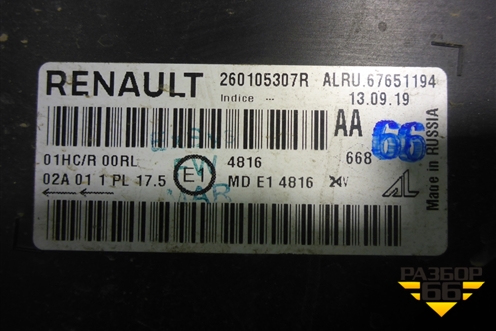 RENAULT 260105307R ALRU.67651194
Indice --- 13.09.19
AA 66
01HC/R 00RL 4816 668
02A 01 1 PL 17.5 E1 MD E1 4816 V
AL
Made in RUSSIA
РАЗБОР
66